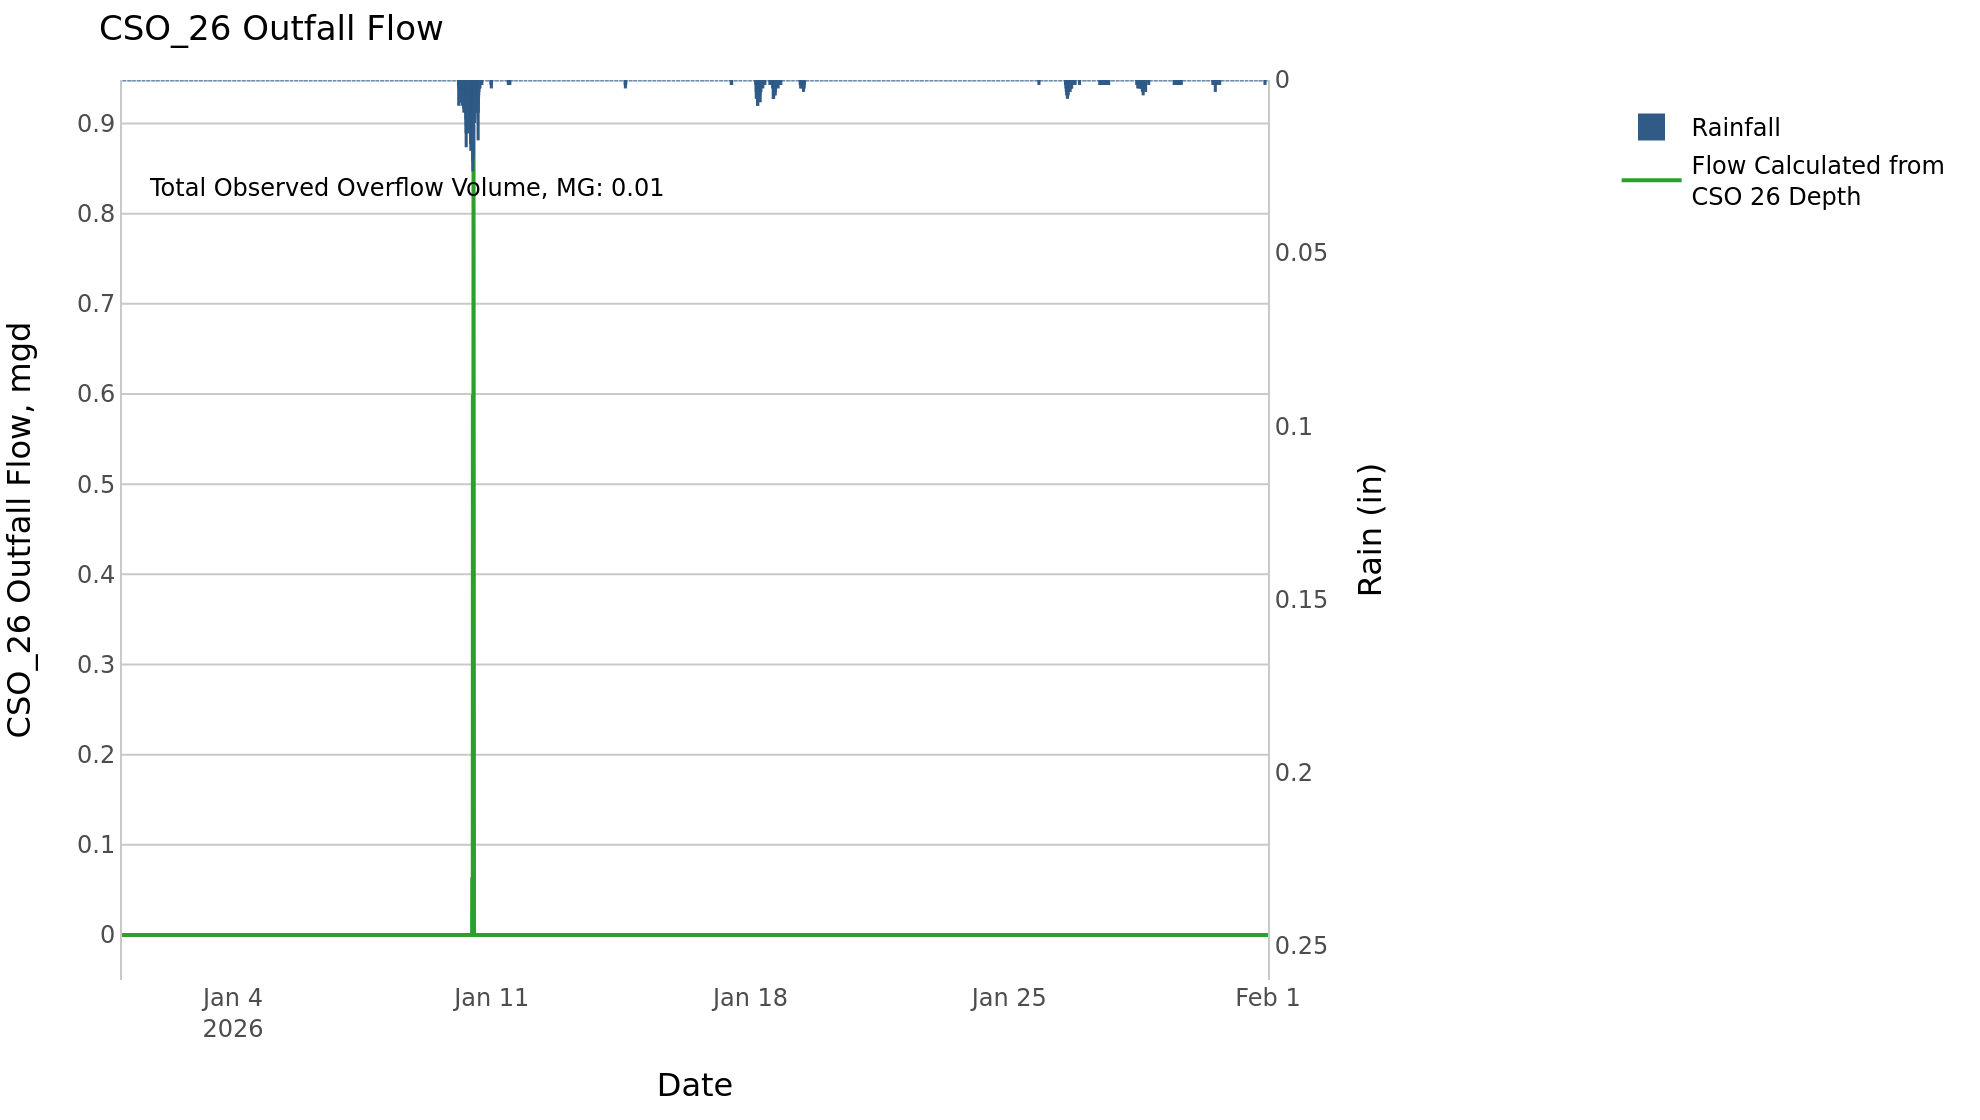 CSO_26 Outfall Flow
0
0.9
Rainfall
Flow Calculated from
CSO 26 Depth
Total Observed Overflow Volume, MG: 0.01
0.8
0.05
0.7
0.6
0.1
0.5
0.4
0.15
0.3
0.2
0.2
0.1
0
0.25
CSO_26 Outfall Flow, mgd
Rain (in)
Jan 4
2026
Jan 11
Jan 18
Jan 25
Feb 1
Date